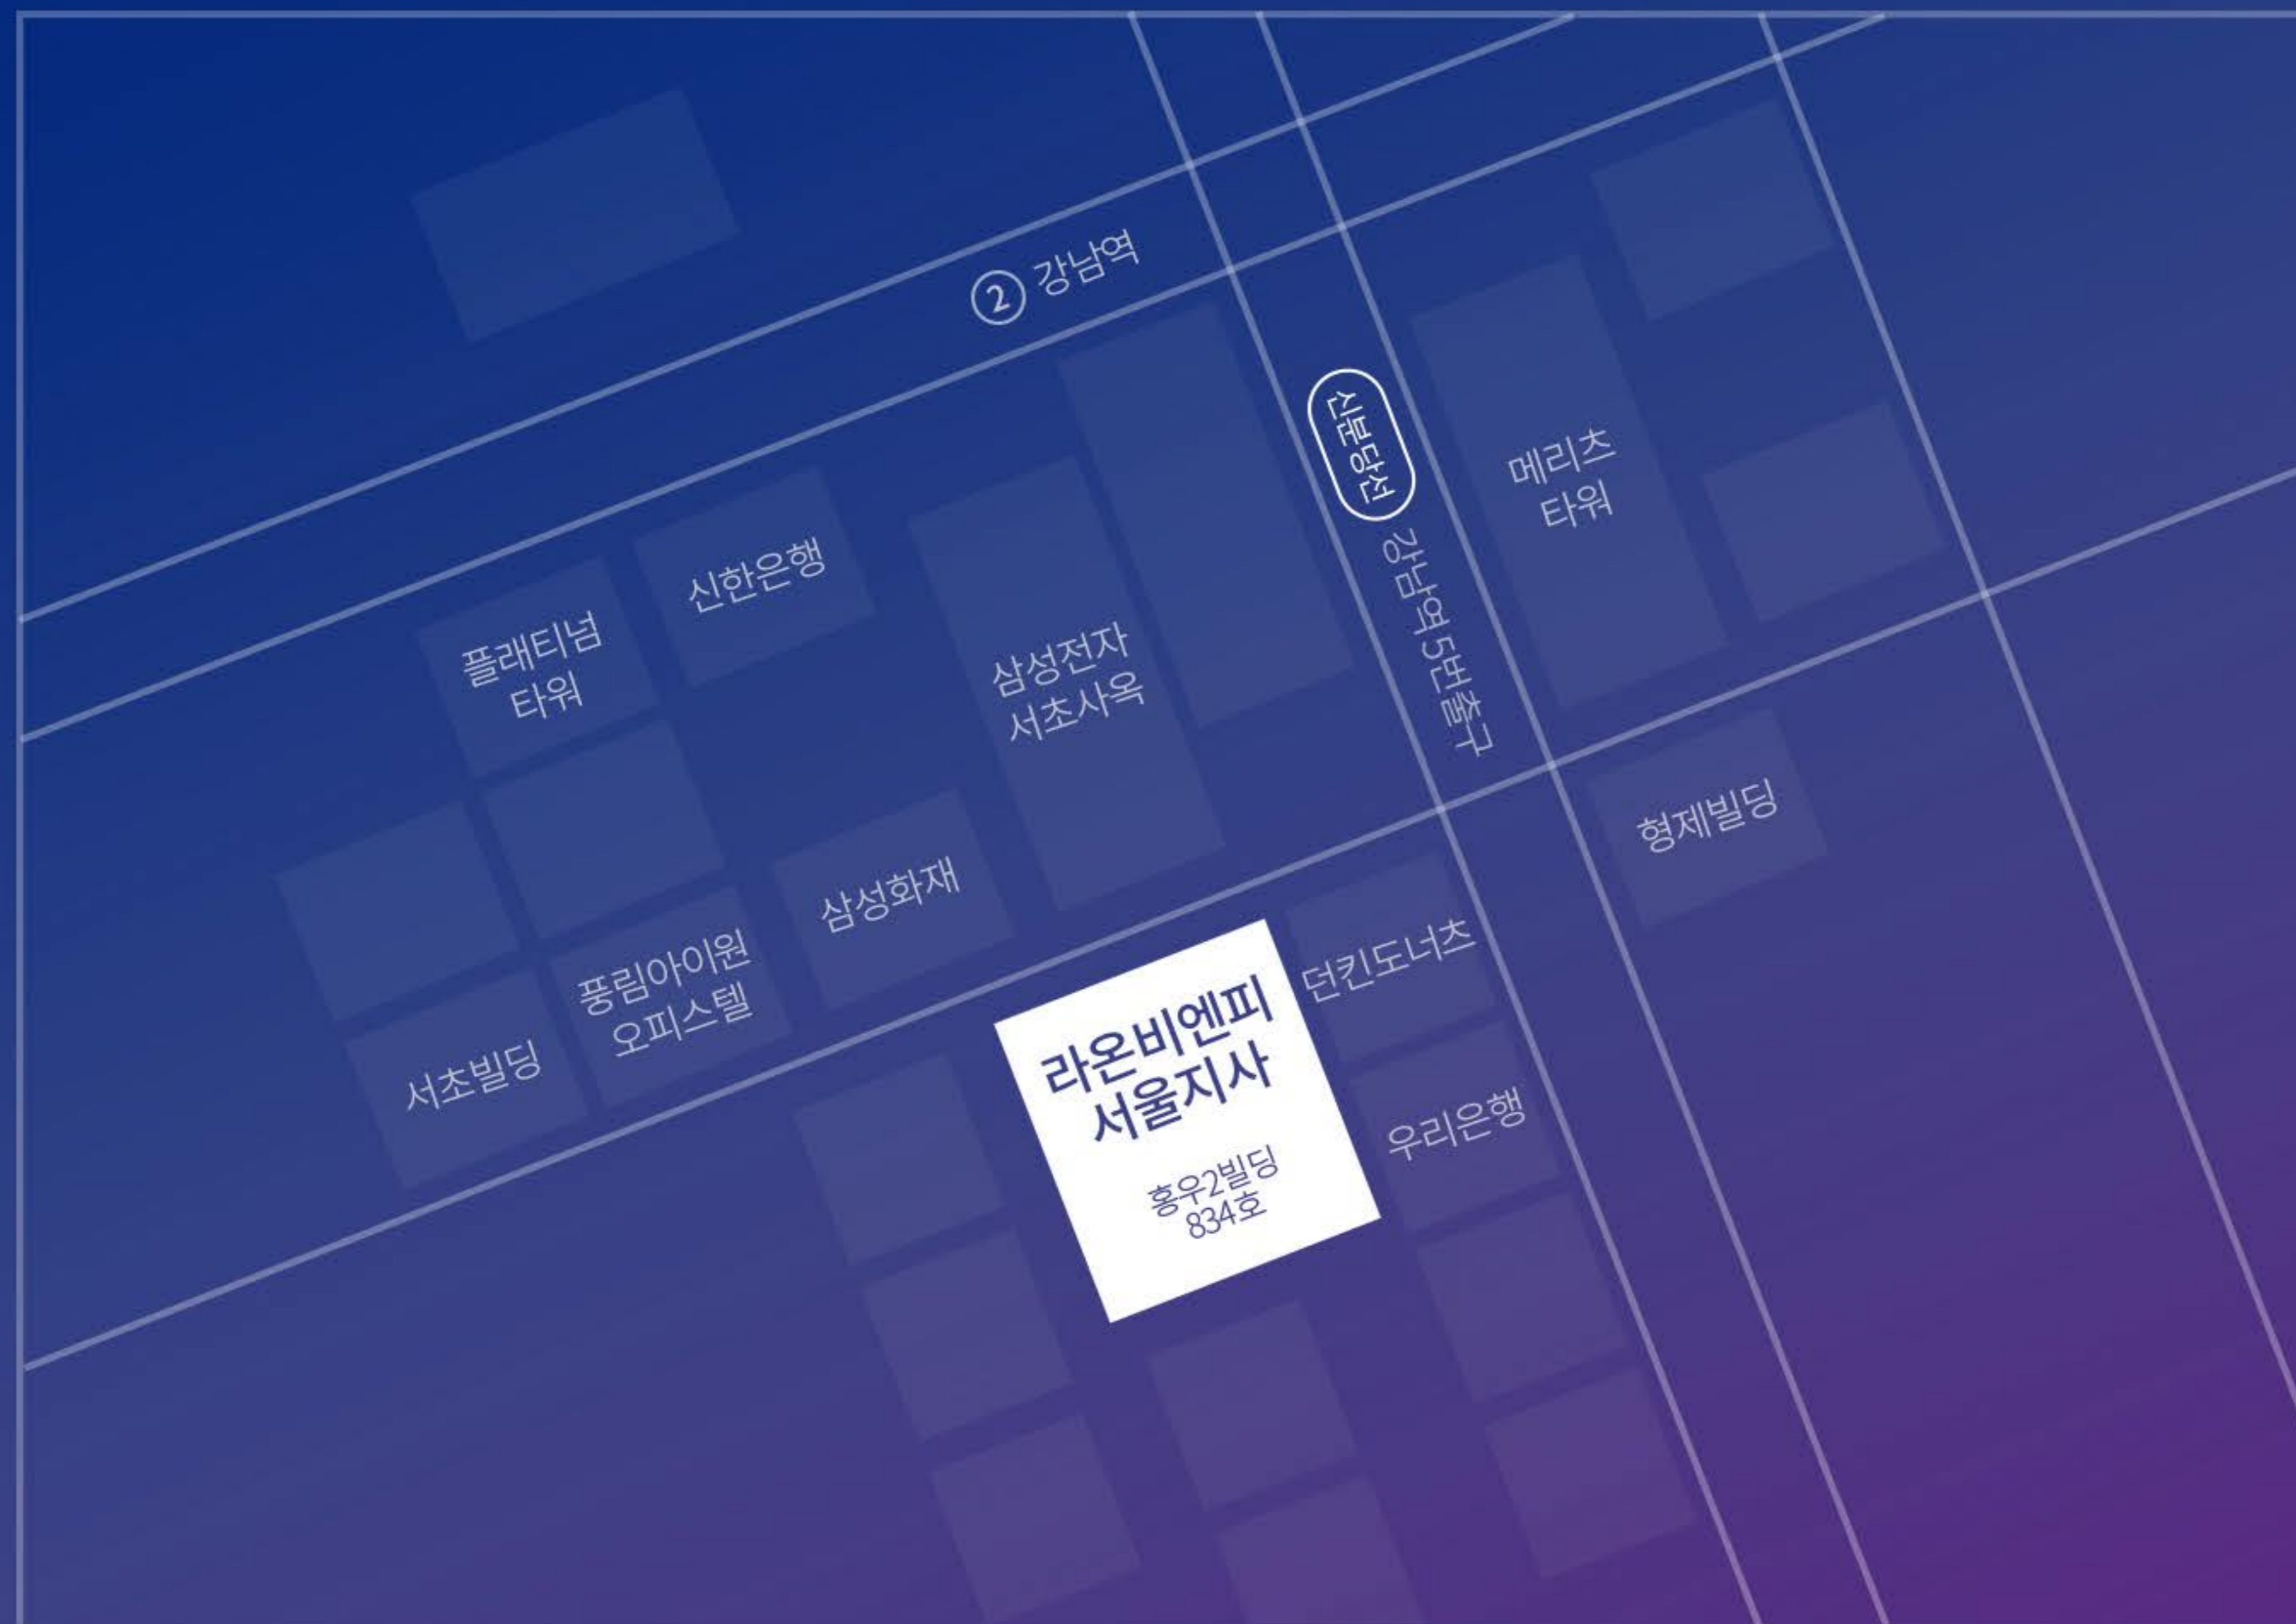 ② 강남역
신분당선
강남역 5번출구
메리츠
타워
신한은행
플래티넘
타워
삼성전자
서초사옥
형제빌딩
삼성화재
던킨도너츠
풍림아이원
오피스텔
서초빌딩
라온비엔피
서울지사
홍우2빌딩
834호
우리은행